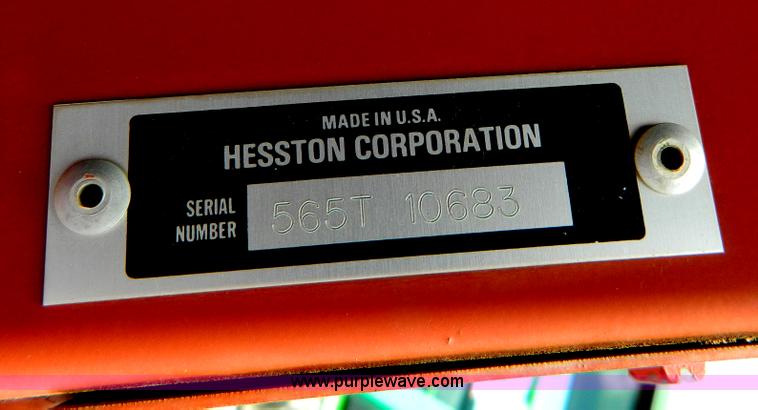 MADE IN U.S.A.
HESSTON CORPORATION
SERIAL
NUMBER
565T 10683
www.purplewave.com